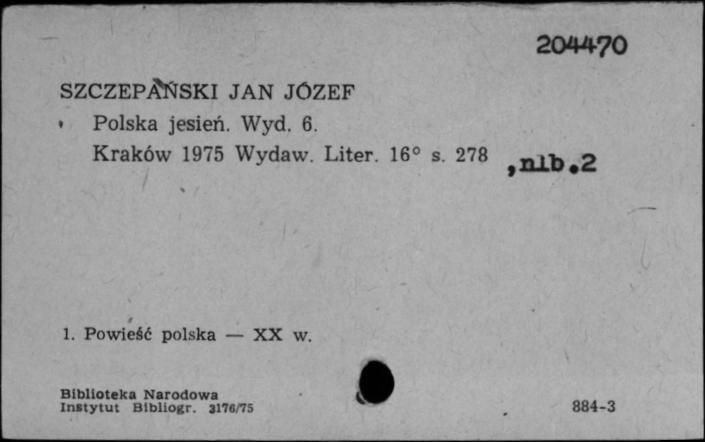 204470
SZCZEPAŃSKI JAN JÓZEF
Polska jesień. Wyd. 6.
Kraków 1975 Wydaw. Liter. 16° s. 278 ,nlb.2
1. Powieść polska — XX w.
Biblioteka Narodowa
Instytut Bibliogr. 3176/75
884-3